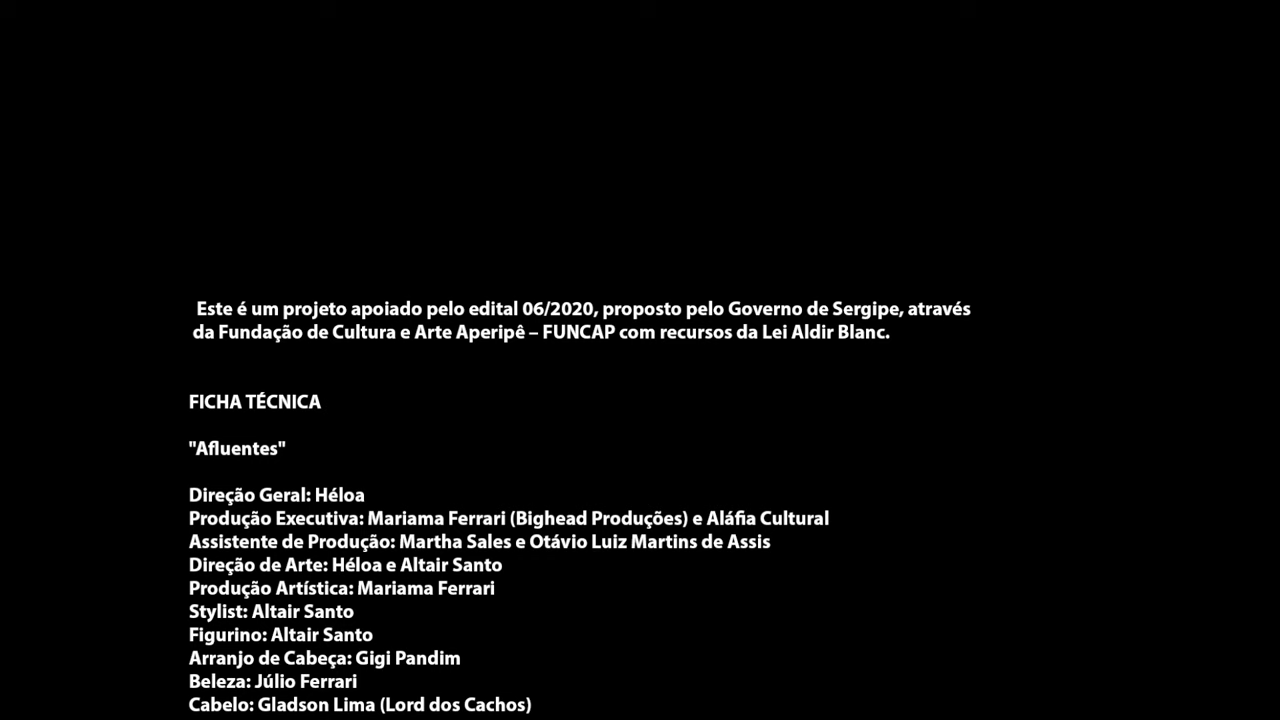 Este é um projeto apoiado pelo edital 06/2020, proposto pelo Governo de Sergipe, através
da Fundação de Cultura e Arte Aperipê – FUNCAP com recursos da Lei Aldir Blanc.
FICHA TÉCNICA
"Afluentes"
Direção Geral: Héloa
Produção Executiva: Mariama Ferrari (Bighead Produções) e Aláfia Cultural
Assistente de Produção: Martha Sales e Otávio Luiz Martins de Assis
Direção de Arte: Héloa e Altair Santo
Produção Artística: Mariama Ferrari
Stylist: Altair Santo
Figurino: Altair Santo
Arranjo de Cabeça: Gigi Pandim
Beleza: Júlio Ferrari
Cabelo: Gladson Lima (Lord dos Cachos)